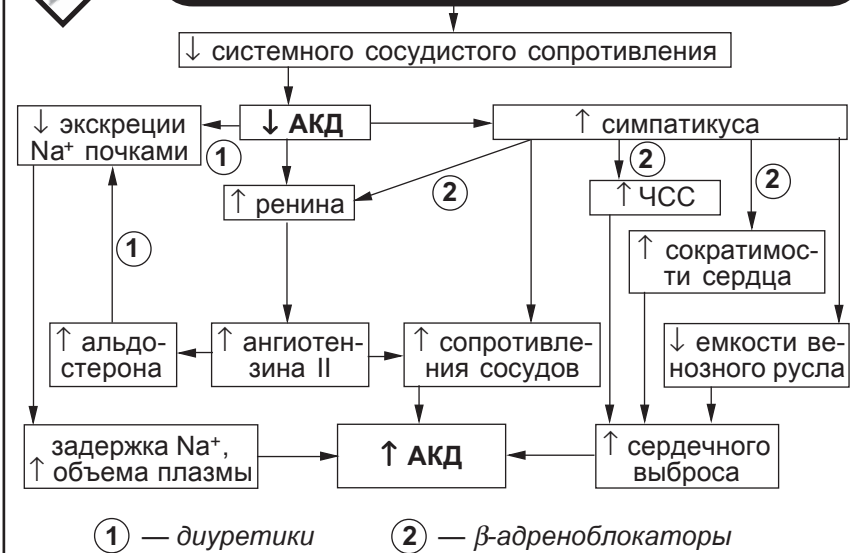 ↓ системного сосудистого сопротивления
↓ экскреции
Na⁺ почками
↓ АКД
↑ симпатикуса
1
2
↑ ренина
2
↑ ЧСС
2
1
↑ сократимос-
ти сердца
↑ альдо-
стерона
↑ ангиотен-
зина II
↑ сопротивле-
ния сосудов
↓ емкости ве-
нозного русла
задержка Na⁺,
↑ объема плазмы
↑ АКД
↑ сердечного
выброса
1 — диуретики
2 — β-адреноблокаторы